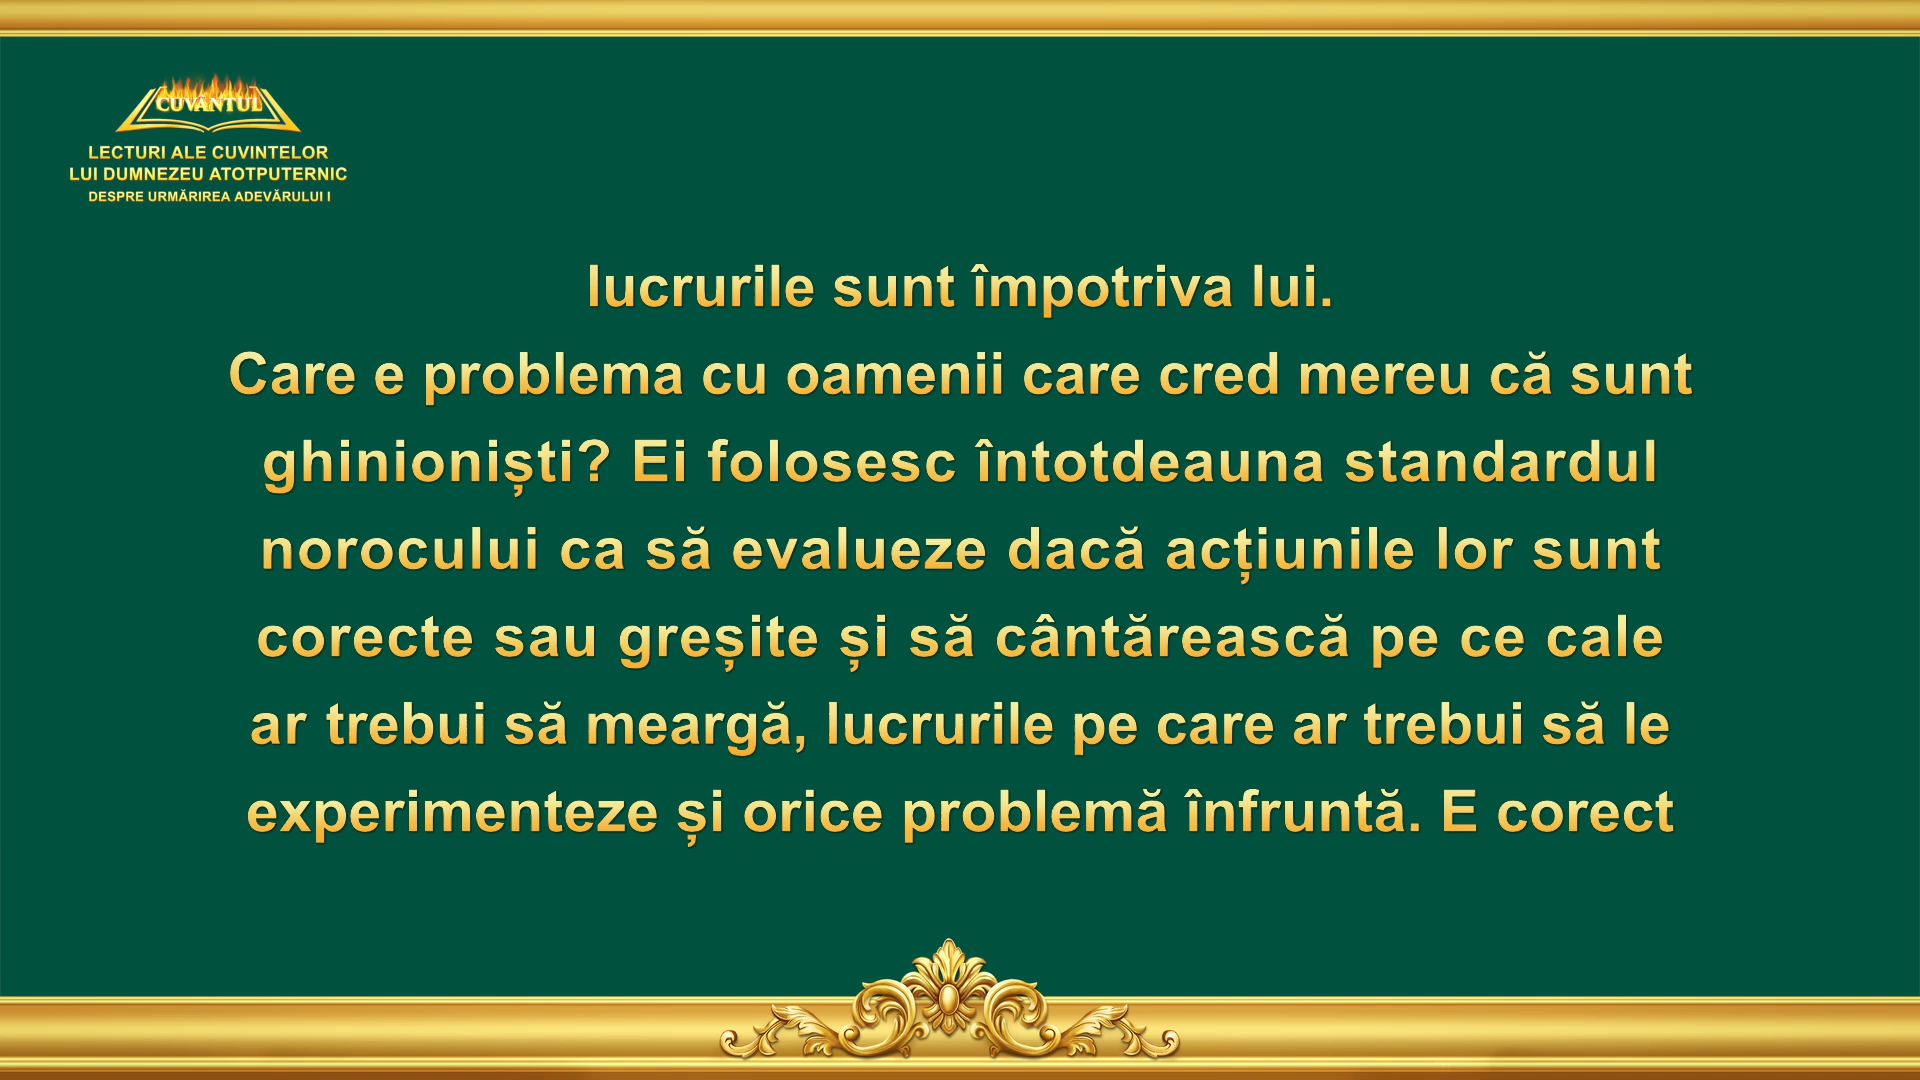 CUVÂNTUL
LECTURI ALE CUVINTELOR
LUI DUMNEZEU ATOTPUTERNIC
DESPRE URMĂRIREA ADEVĂRULUI I
lucrurile sunt împotriva lui.
Care e problema cu oamenii care cred mereu că sunt
ghinioniști? Ei folosesc întotdeauna standardul
norocului ca să evalueze dacă acțiunile lor sunt
corecte sau greșite și să cântărească pe ce cale
ar trebui să meargă, lucrurile pe care ar trebui să le
experimenteze și orice problemă înfruntă. E corect